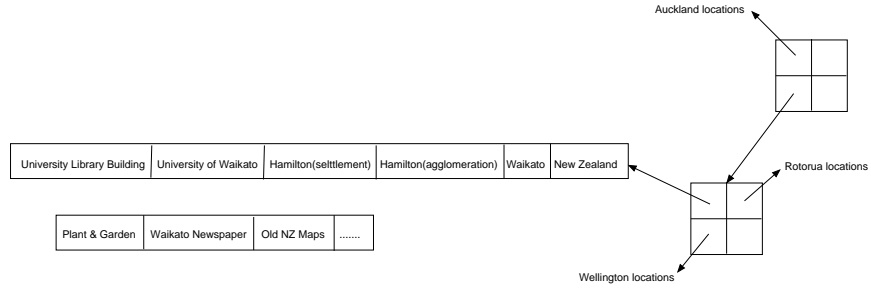 Auckland locations
University Library Building University of Waikato Hamilton(selttlement) Hamilton(agglomeration) Waikato New Zealand
Rotorua locations
Plant & Garden Waikato Newspaper Old NZ Maps .......
Wellington locations